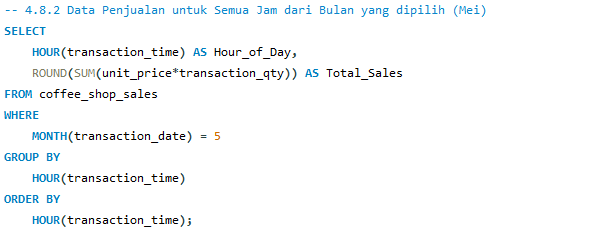 -- 4.8.2 Data Penjualan untuk Semua Jam dari Bulan yang dipilih (Mei)
SELECT
    HOUR(transaction_time) AS Hour_of_Day,
    ROUND(SUM(unit_price*transaction_qty)) AS Total_Sales
FROM coffee_shop_sales
WHERE
    MONTH(transaction_date) = 5
GROUP BY
    HOUR(transaction_time)
ORDER BY
    HOUR(transaction_time);